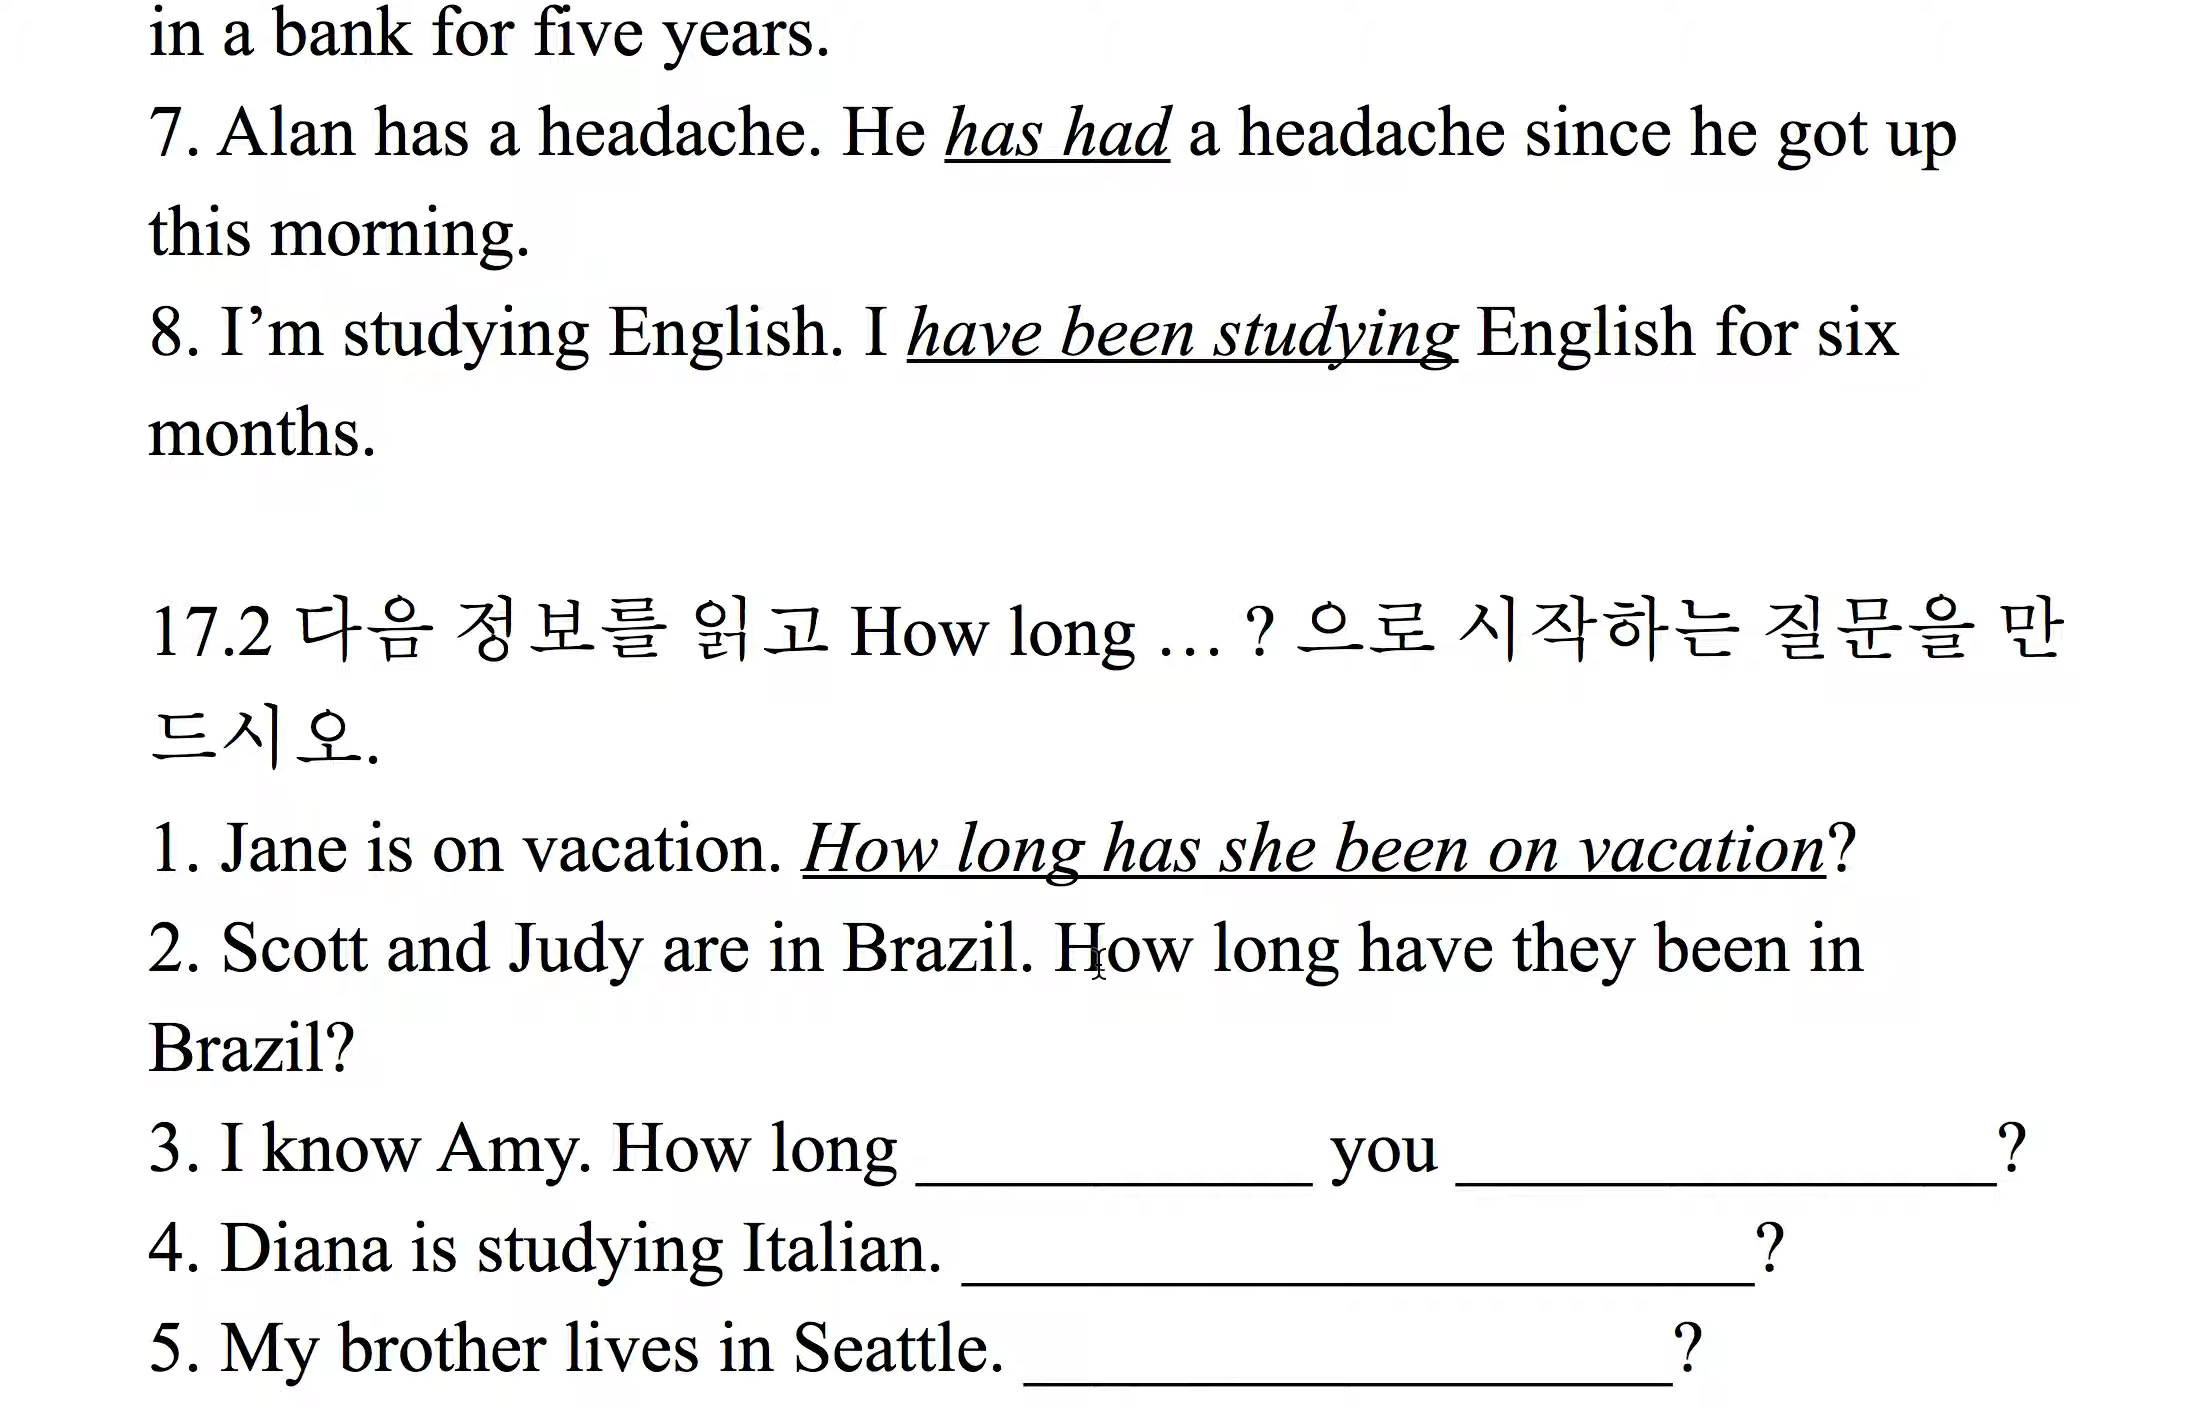 in a bank for five years.
7. Alan has a headache. He has had a headache since he got up
this morning.
8. I’m studying English. I have been studying English for six
months.
17.2 다음 정보를 읽고 How long … ? 으로 시작하는 질문을 만
드시오.
1. Jane is on vacation. How long has she been on vacation?
2. Scott and Judy are in Brazil. How long have they been in
Brazil?
3. I know Amy. How long ___________ you _______________?
4. Diana is studying Italian. ______________________?
5. My brother lives in Seattle. __________________?